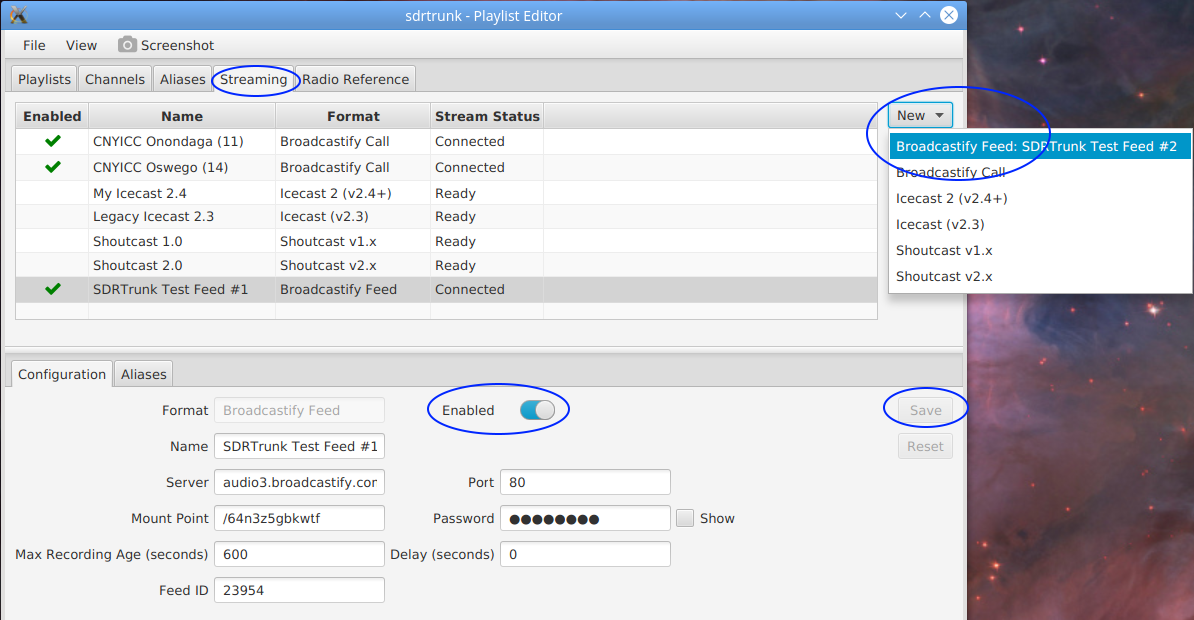 sdrtrunk - Playlist Editor
File View Screenshot
Playlists Channels Aliases Streaming Radio Reference
Enabled Name Format Stream Status New
CNYICC Onondaga (11) Broadcastify Call Connected
Broadcastify Feed: SDRTrunk Test Feed #2
CNYICC Oswego (14) Broadcastify Call Connected
Broadcastify Call
My Icecast 2.4 Icecast 2 (v2.4+) Ready
Icecast 2 (v2.4+)
Legacy Icecast 2.3 Icecast (v2.3) Ready
Icecast (v2.3)
Shoutcast 1.0 Shoutcast v1.x Ready
Shoutcast v1.x
Shoutcast 2.0 Shoutcast v2.x Ready
Shoutcast v2.x
SDRTrunk Test Feed #1 Broadcastify Feed Connected
Configuration Aliases
Format Broadcastify Feed Enabled Save
Name SDRTrunk Test Feed #1 Reset
Server audio3.broadcastify.cor Port 80
Mount Point /64n3z5gbkwtf Password ●●●●●●●● Show
Max Recording Age (seconds) 600 Delay (seconds) 0
Feed ID 23954